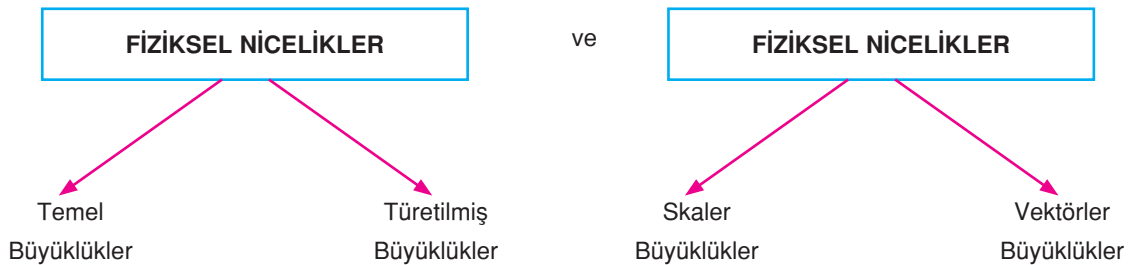 FİZİKSEL NİCELİKLER
ve
FİZİKSEL NİCELİKLER
Temel
Büyüklükler
Türetilmiş
Büyüklükler
Skaler
Büyüklükler
Vektörler
Büyüklükler